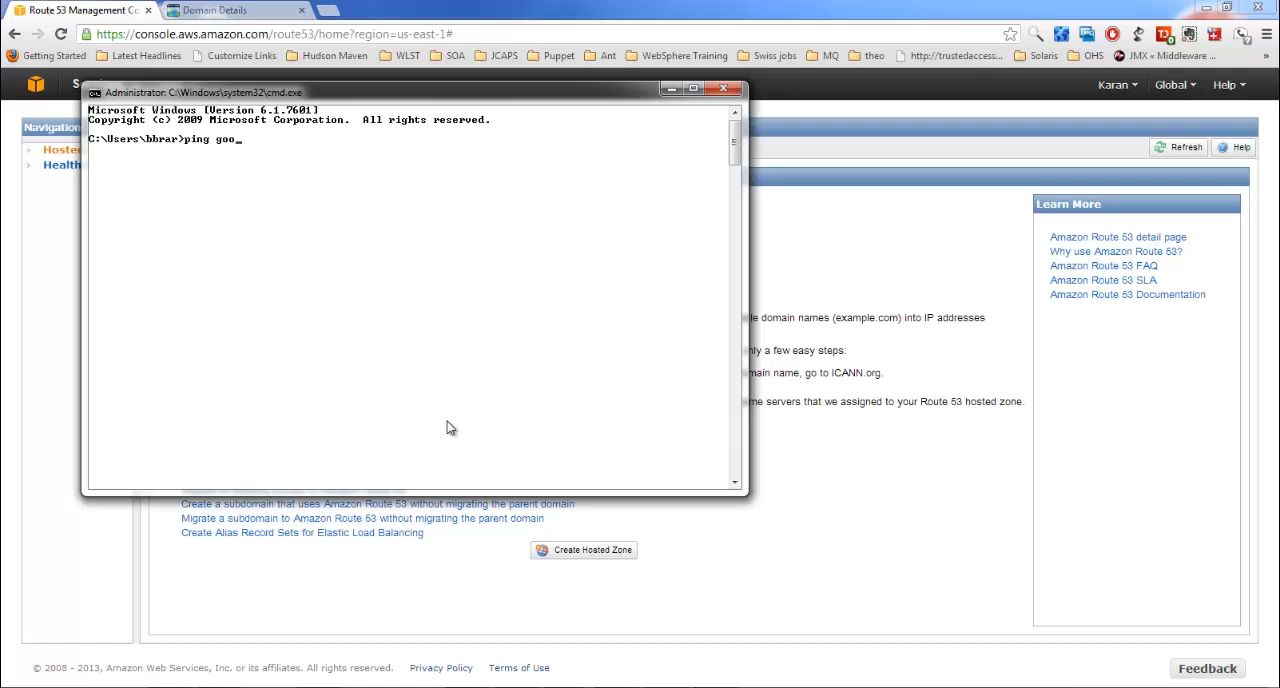 Route 53 Management Co
Domain Details
https://console.aws.amazon.com/route53/home?region=us-east-1#
Getting Started
Latest Headlines
Customize Links
Hudson Maven
WLST
JCAPS
Puppet
Ant
WebSphere Training
Swiss jobs
MQ
theo
http://trustedaccess...
Solaris
OHS
JMX « Middleware ...
»
Karan
Global
Help
Administrator: C:\Windows\system32\cmd.exe
Microsoft Windows [Version 6.1.7601]
Copyright (c) 2009 Microsoft Corporation.  All rights reserved.
C:\Users\bbrar>ping goo_
Navigation
Hoste
Health
Refresh
Help
Learn More
Amazon Route 53 detail page
Why use Amazon Route 53?
Amazon Route 53 FAQ
Amazon Route 53 SLA
Amazon Route 53 Documentation
le domain names (example.com) into IP addresses
nly a few easy steps:
main name, go to ICANN.org.
me servers that we assigned to your Route 53 hosted zone.
Create a subdomain that uses Amazon Route 53 without migrating the parent domain
Migrate a subdomain to Amazon Route 53 without migrating the parent domain
Create Alias Record Sets for Elastic Load Balancing
Create Hosted Zone
© 2008 - 2013, Amazon Web Services, Inc. or its affiliates. All rights reserved.
Privacy Policy
Terms of Use
Feedback